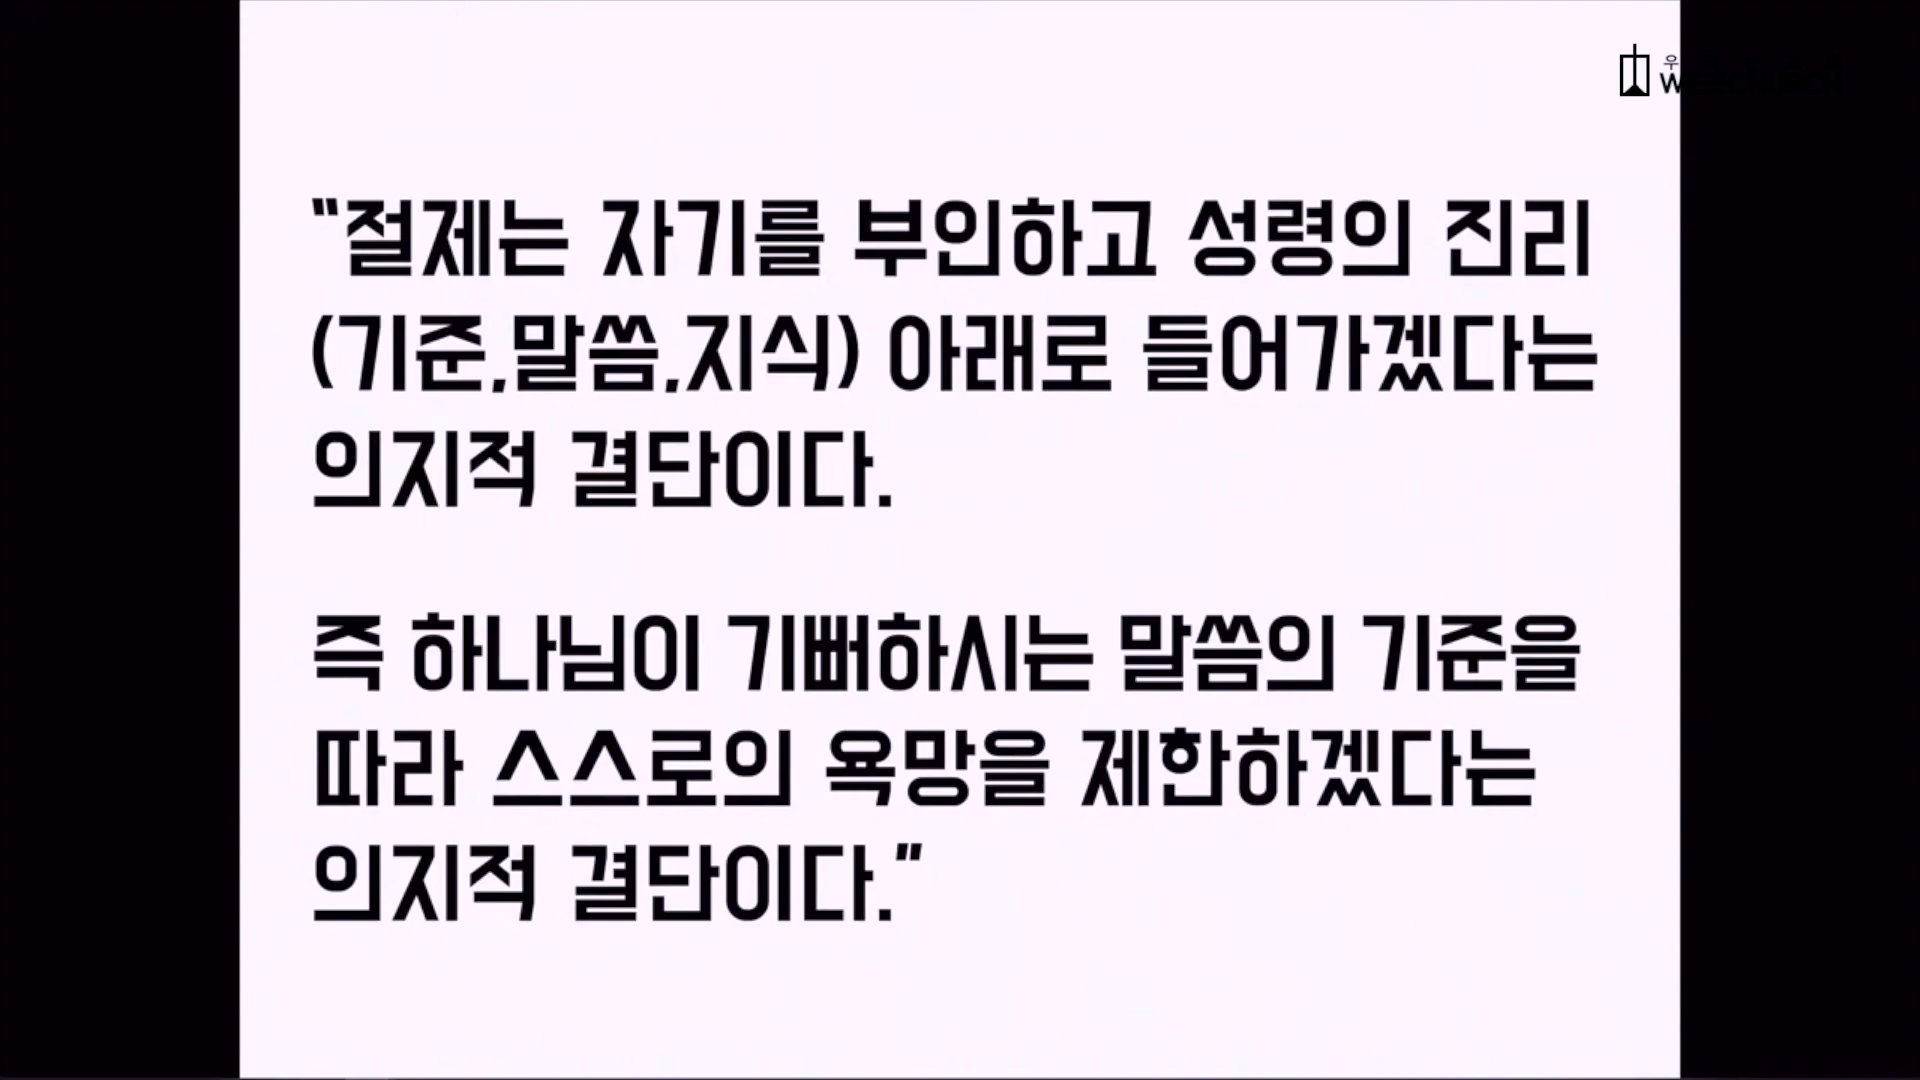 "절제는 자기를 부인하고 성령의 진리
(기준,말씀,지식) 아래로 들어가겠다는
의지적 결단이다.
즉 하나님이 기뻐하시는 말씀의 기준을
따라 스스로의 욕망을 제한하겠다는
의지적 결단이다."